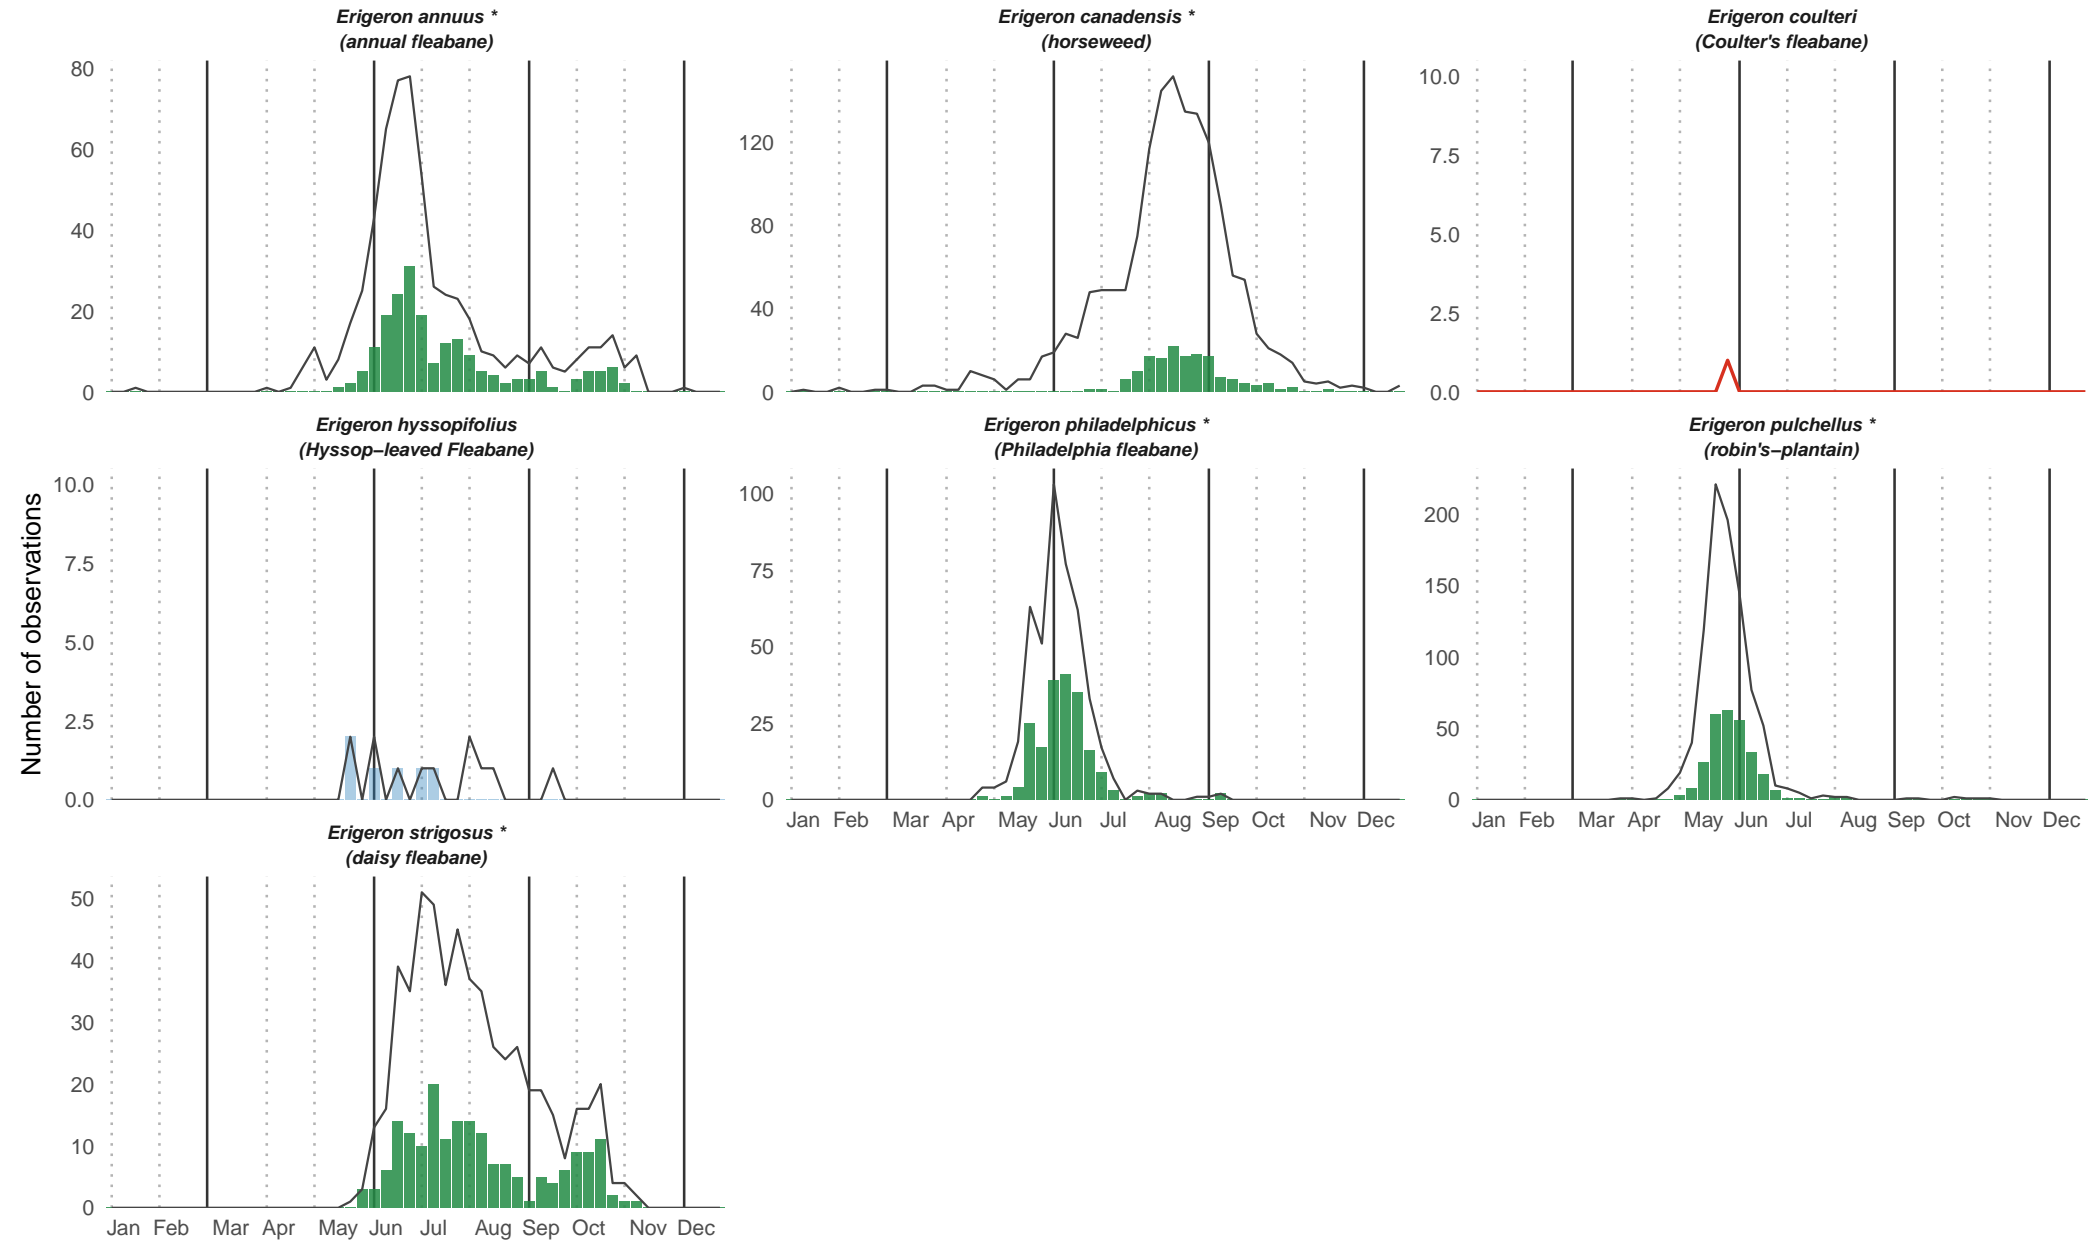 Erigeron annuus *
(annual fleabane)
Erigeron canadensis *
(horseweed)
Erigeron coulteri
(Coulter's fleabane)
80
60
40
20
0
120
80
40
0
10.0
7.5
5.0
2.5
0.0
Erigeron hyssopifolius
(Hyssop−leaved Fleabane)
Erigeron philadelphicus *
(Philadelphia fleabane)
Erigeron pulchellus *
(robin's−plantain)
Number of observations
10.0
7.5
5.0
2.5
0.0
100
75
50
25
0
Jan Feb Mar Apr May Jun Jul Aug Sep Oct Nov Dec
200
150
100
50
0
Jan Feb Mar Apr May Jun Jul Aug Sep Oct Nov Dec
Erigeron strigosus *
(daisy fleabane)
50
40
30
20
10
0
Jan Feb Mar Apr May Jun Jul Aug Sep Oct Nov Dec